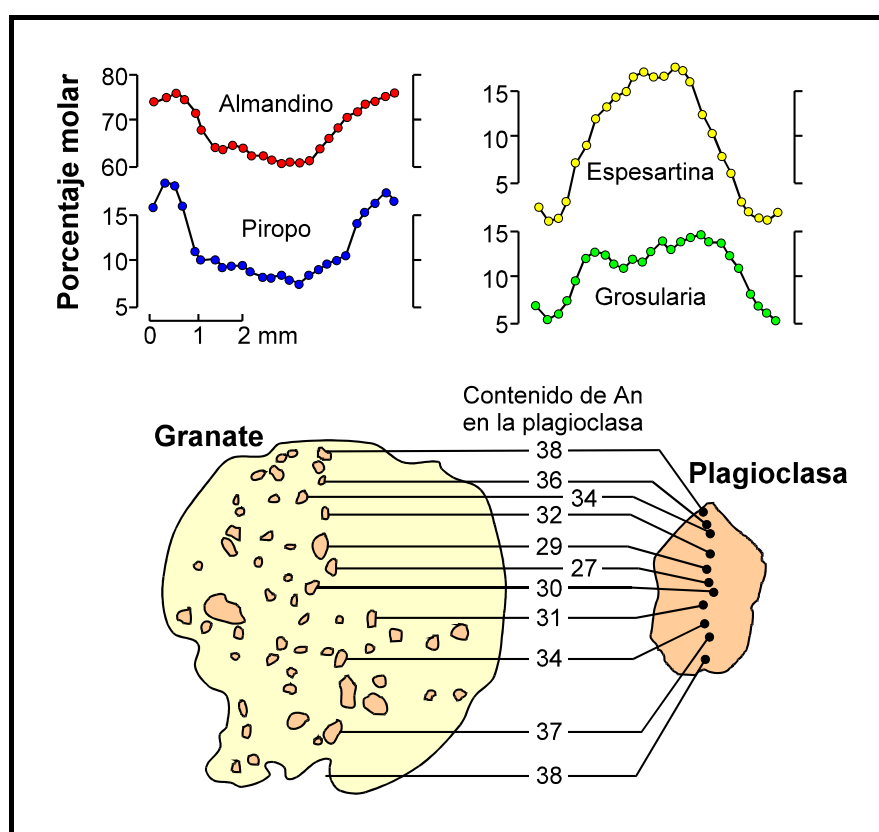 Porcentaje molar
80
70
60
Almandino
15
10
5
Piropo
0
1
2 mm
15
10
5
Espesartina
15
10
5
Grosularia
Contenido de An
en la plagioclasa
Granate
Plagioclasa
38
36
34
32
29
27
30
31
34
37
38